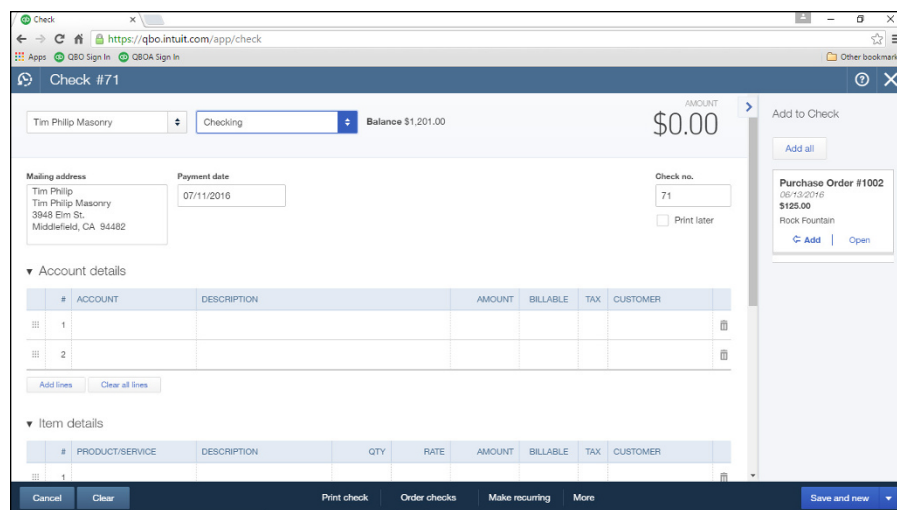 Check
https://qbo.intuit.com/app/check
Apps QBO Sign In QBOA Sign In Other bookmark
Check #71
Tim Philip Masonry Checking Balance $1,201.00
AMOUNT
$0.00
Mailing address Payment date Check no.
Tim Philip
Tim Philip Masonry
3948 Elm St.
Middlefield, CA 94482
07/11/2016
71
Print later
Account details
# ACCOUNT DESCRIPTION AMOUNT BILLABLE TAX CUSTOMER
1
2
Add lines Clear all lines
Item details
# PRODUCT/SERVICE DESCRIPTION QTY RATE AMOUNT BILLABLE TAX CUSTOMER
1
Add to Check
Add all
Purchase Order #1002
06/13/2016
$125.00
Rock Fountain
Add Open
Cancel Clear Print check Order checks Make recurring More Save and new